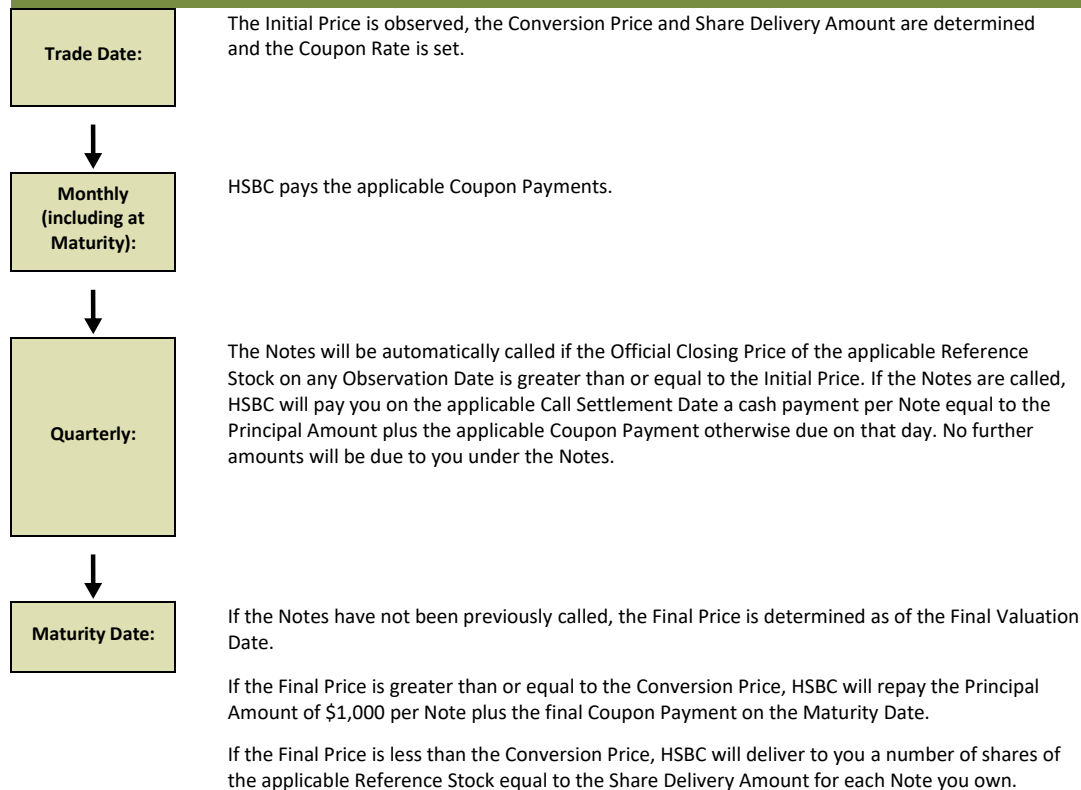 Trade Date:
The Initial Price is observed, the Conversion Price and Share Delivery Amount are determined
and the Coupon Rate is set.
Monthly
(including at
Maturity):
HSBC pays the applicable Coupon Payments.
Quarterly:
The Notes will be automatically called if the Official Closing Price of the applicable Reference
Stock on any Observation Date is greater than or equal to the Initial Price. If the Notes are called,
HSBC will pay you on the applicable Call Settlement Date a cash payment per Note equal to the
Principal Amount plus the applicable Coupon Payment otherwise due on that day. No further
amounts will be due to you under the Notes.
Maturity Date:
If the Notes have not been previously called, the Final Price is determined as of the Final Valuation
Date.
If the Final Price is greater than or equal to the Conversion Price, HSBC will repay the Principal
Amount of $1,000 per Note plus the final Coupon Payment on the Maturity Date.
If the Final Price is less than the Conversion Price, HSBC will deliver to you a number of shares of
the applicable Reference Stock equal to the Share Delivery Amount for each Note you own.